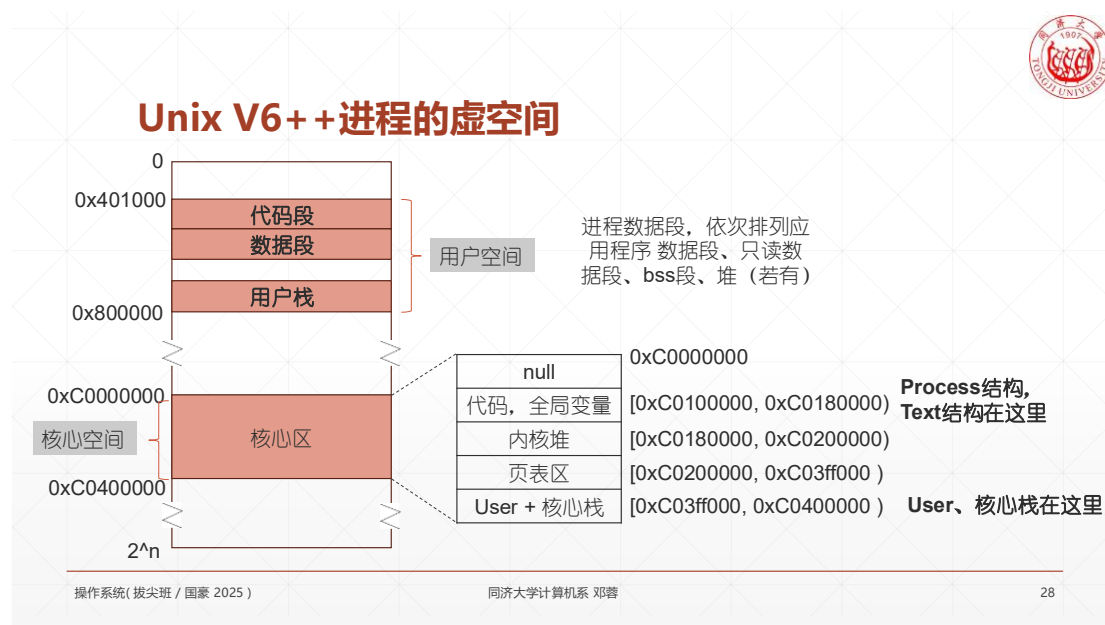 同济大学
1907
TONGJI UNIVERSITY
Unix V6++进程的虚空间
0
0x401000
代码段
数据段
用户栈
0x800000
用户空间
进程数据段，依次排列应
用程序 数据段、只读数
据段、bss段、堆（若有）
0xC0000000
核心空间
核心区
0xC0400000
2^n
0xC0000000
null
代码，全局变量
[0xC0100000, 0xC0180000)
Process结构,
Text结构在这里
内核堆
[0xC0180000, 0xC0200000)
页表区
[0xC0200000, 0xC03ff000 )
User + 核心栈
[0xC03ff000, 0xC0400000 )
User、核心栈在这里
操作系统( 拔尖班 / 国豪 2025 )
同济大学计算机系 邓蓉
28